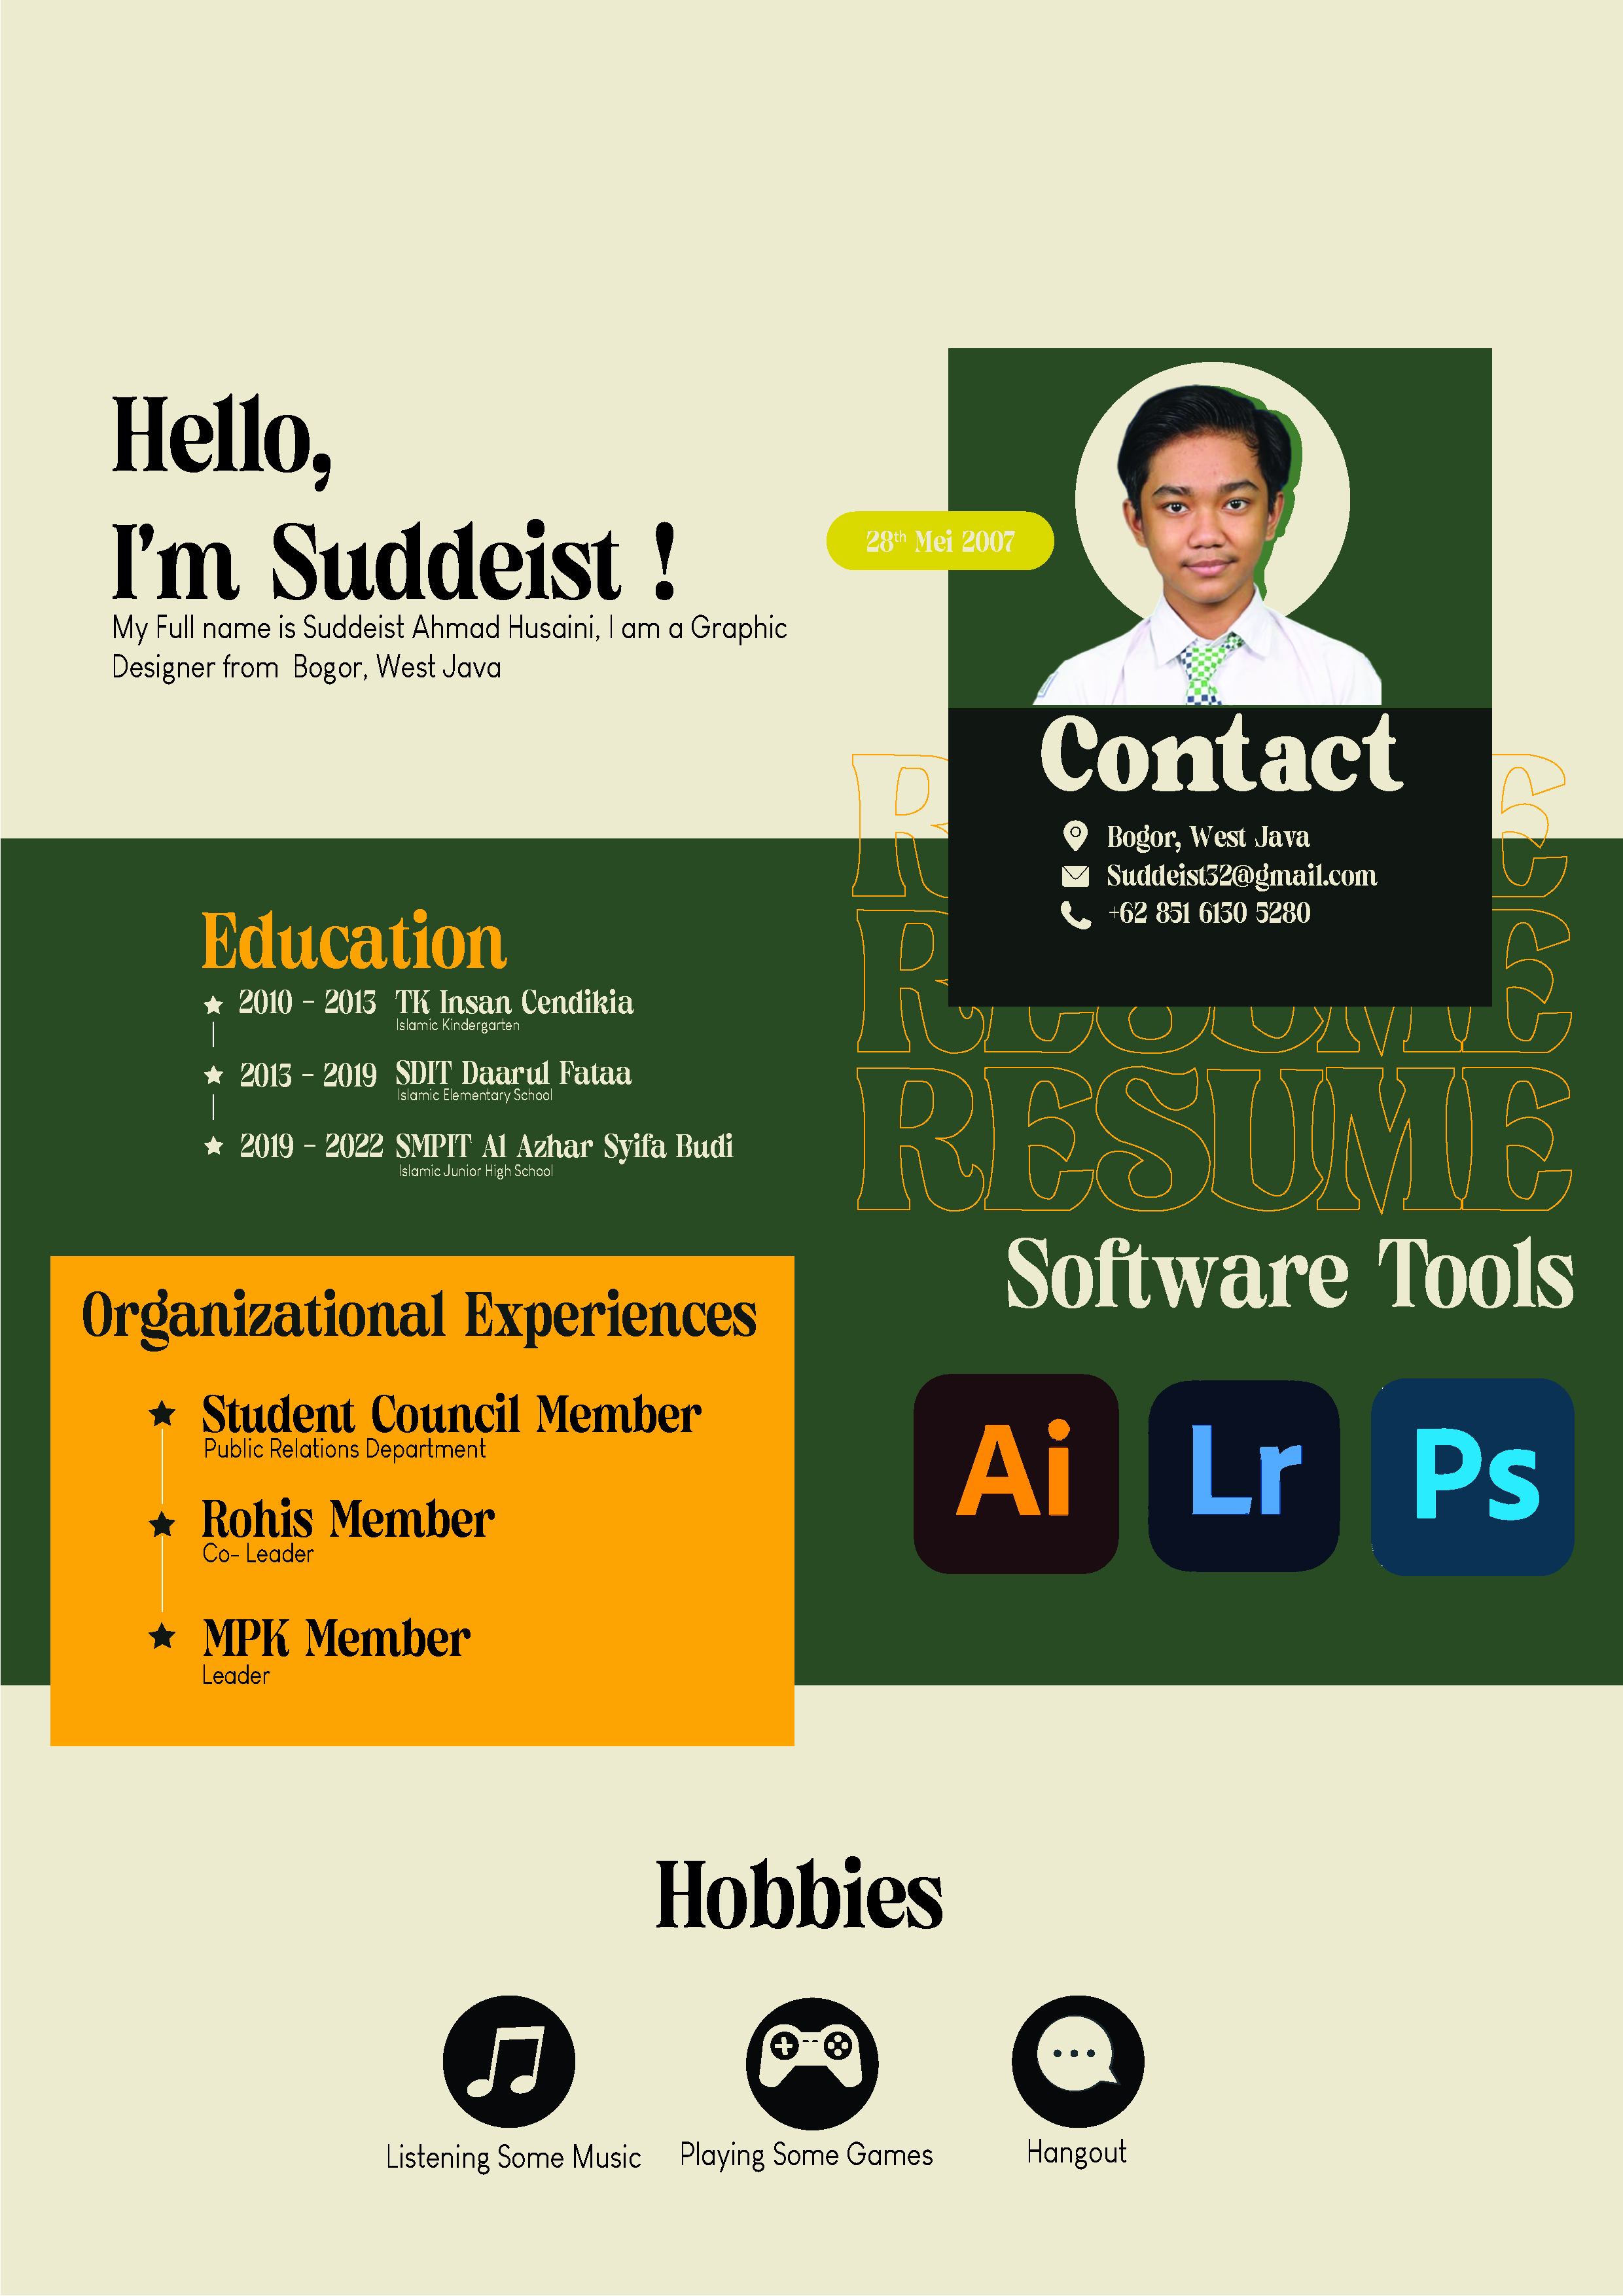 Hello,
I'm Suddeist !
My Full name is Suddeist Ahmad Husaini, I am a Graphic
Designer from Bogor, West Java
28th Mei 2007
Contact
Bogor, West Java
Suddeist32@gmail.com
+62 851 6130 5280
Education
2010 - 2013 TK Insan Cendikia
Islamic Kindergarten
2013 - 2019 SDIT Daarul Fataa
Islamic Elementary School
2019 - 2022 SMPIT Al Azhar Syifa Budi
Islamic Junior High School
RESUME
RESUME
RESUME
Organizational Experiences
Student Council Member
Public Relations Department
Rohis Member
Co- Leader
MPK Member
Leader
Software Tools
Ai
Lr
Ps
Hobbies
Listening Some Music
Playing Some Games
Hangout